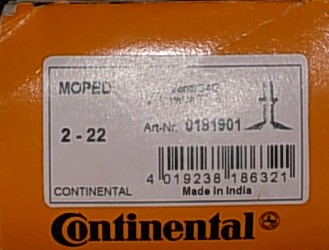 MOPED
2 - 22
Art-Nr. 0181901
4 019238 186321
CONTINENTAL
Made in India
Continental